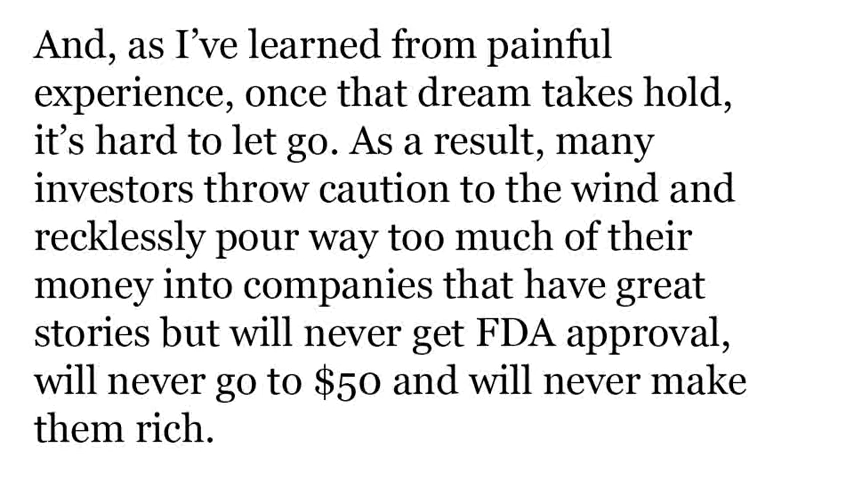 And, as I’ve learned from painful
experience, once that dream takes hold,
it’s hard to let go. As a result, many
investors throw caution to the wind and
recklessly pour way too much of their
money into companies that have great
stories but will never get FDA approval,
will never go to $50 and will never make
them rich.